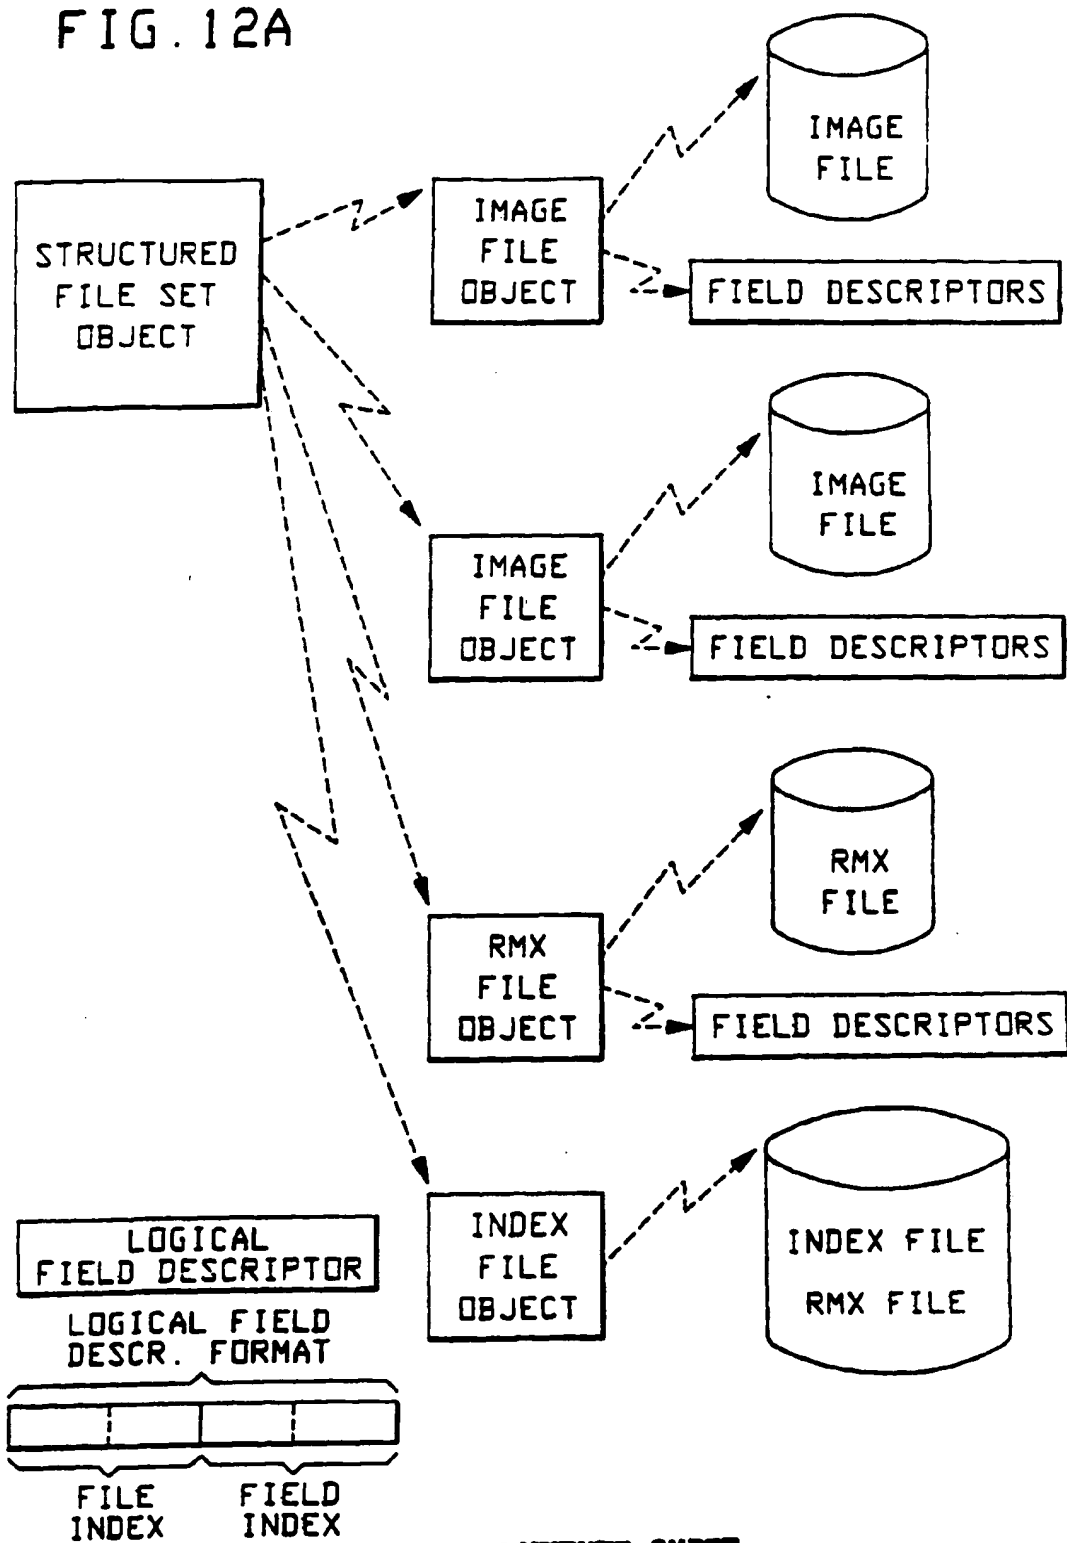 FIG. 12A
IMAGE
FILE
STRUCTURED
FILE SET
OBJECT
IMAGE
FILE
OBJECT
FIELD DESCRIPTORS
IMAGE
FILE
IMAGE
FILE
OBJECT
FIELD DESCRIPTORS
RMX
FILE
RMX
FILE
OBJECT
FIELD DESCRIPTORS
INDEX
FILE
OBJECT
INDEX FILE
RMX FILE
LOGICAL
FIELD DESCRIPTOR
LOGICAL FIELD
DESCR. FORMAT
FILE
INDEX
FIELD
INDEX